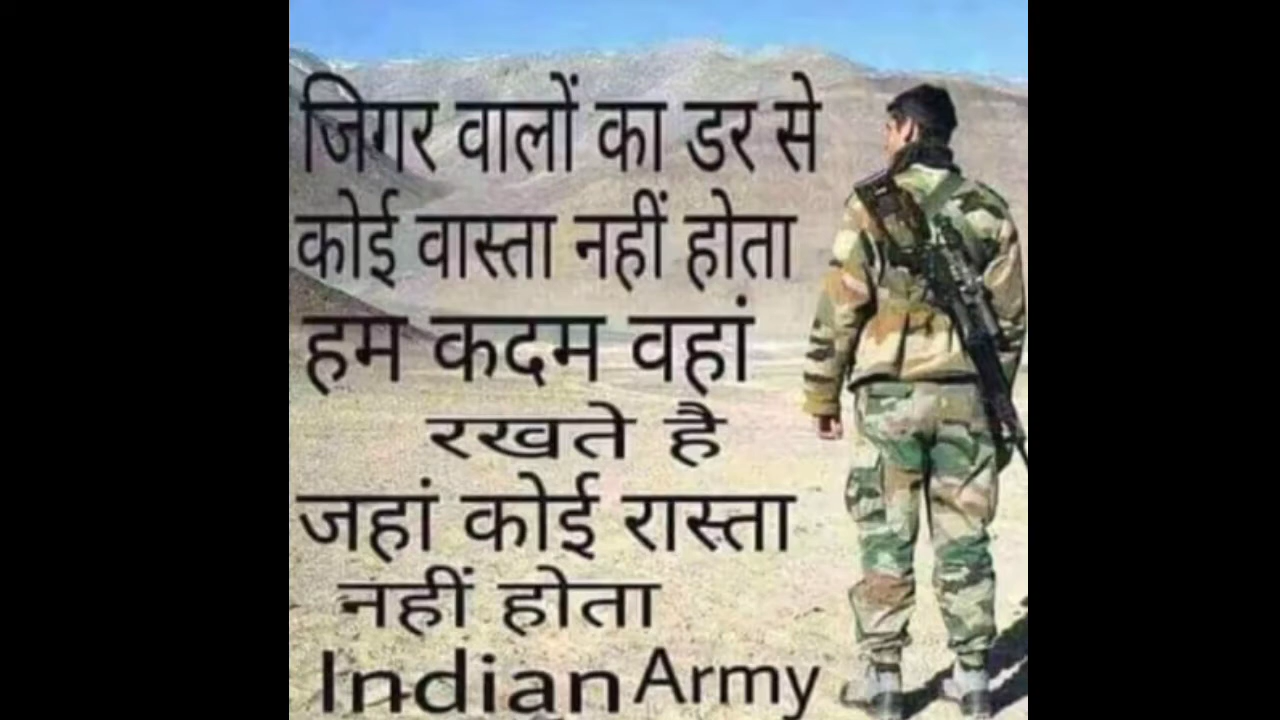 जिगर वालों का डर से
कोई वास्ता नहीं होता
हम कदम वहां
रखते है
जहां कोई रास्ता
नहीं होता
Indian Army